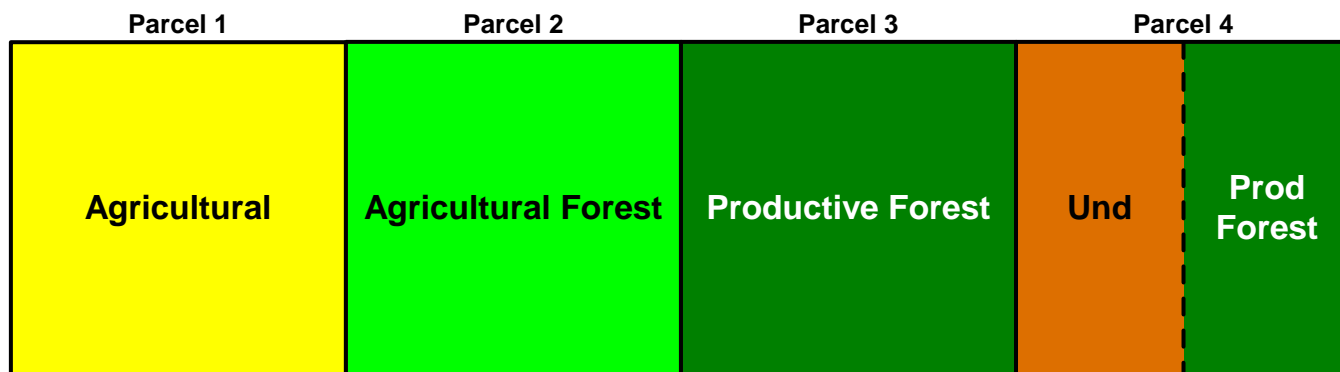 Parcel 1
Parcel 2
Parcel 3
Parcel 4
Agricultural
Agricultural Forest
Productive Forest
Und
Prod
Forest